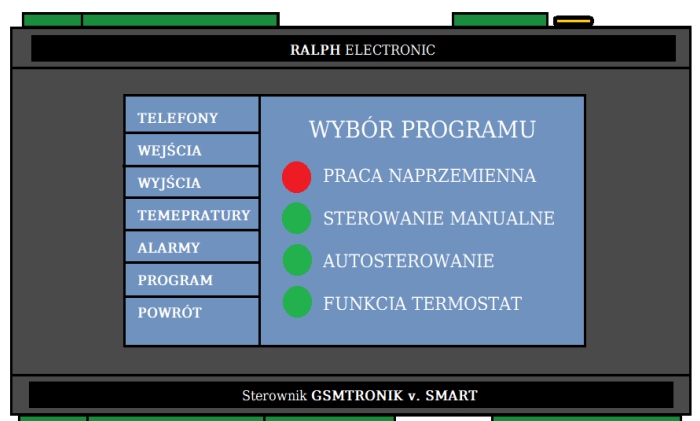 RALPH ELECTRONIC
TELEFONY
WEJŚCIA
WYJŚCIA
TEMEPRATURY
ALARMY
PROGRAM
POWRÓT
WYBÓR PROGRAMU
PRACA NAPRZEMIENNA
STEROWANIE MANUALNE
AUTOSTEROWANIE
FUNKCIA TERMOSTAT
Sterownik GSMTRONIK v. SMART